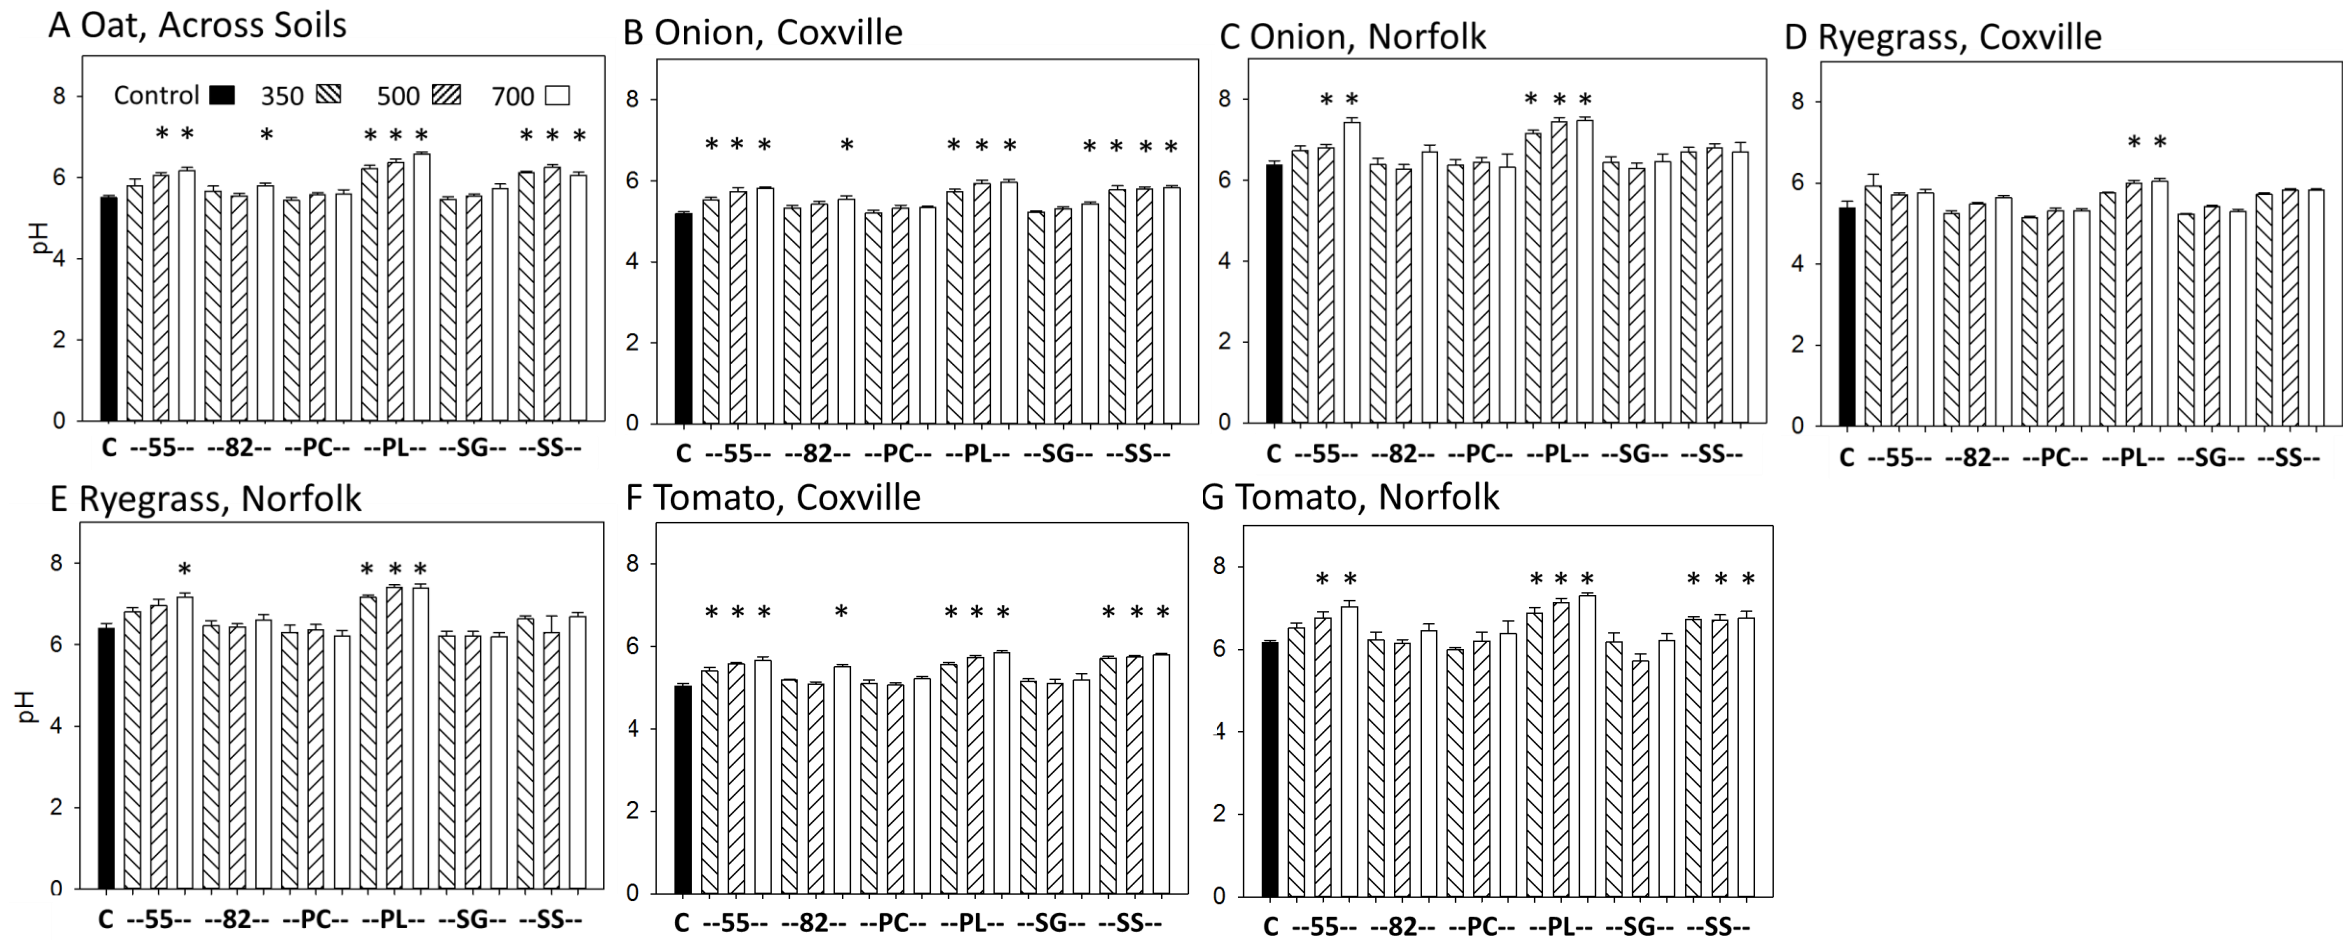 A Oat, Across Soils
B Onion, Coxville
C Onion, Norfolk
D Ryegrass, Coxville
Control 350 500 700
* * * * * * * * *
* * * * * * * * * * *
* * * * *
* *
pH
8
6
4
2
0
8
6
4
2
0
8
6
4
2
0
8
6
4
2
0
C --55-- --82-- --PC-- --PL-- --SG-- --SS--
C --55-- --82-- --PC-- --PL-- --SG-- --SS--
C --55-- --82-- --PC-- --PL-- --SG-- --SS--
C --55-- --82-- --PC-- --PL-- --SG-- --SS--
E Ryegrass, Norfolk
F Tomato, Coxville
G Tomato, Norfolk
* * * *
* * * * * * * * * *
* * * * * * * *
pH
8
6
4
2
0
8
6
4
2
0
8
6
4
2
0
C --55-- --82-- --PC-- --PL-- --SG-- --SS--
C --55-- --82-- --PC-- --PL-- --SG-- --SS--
C --55-- --82-- --PC-- --PL-- --SG-- --SS--